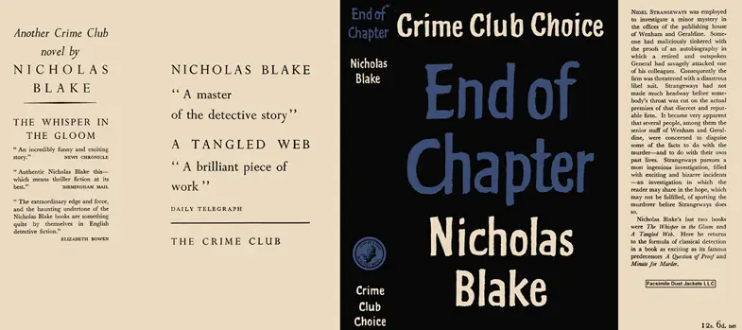 Another Crime Club
novel by
NICHOLAS
BLAKE
THE WHISPER IN
THE GLOOM
"An incredibly funny and exciting
story." NEWS CHRONICLE
"Authentic Nicholas Blake this—
which means thriller fiction at its
best." BIRMINGHAM MAIL
"The extraordinary edge and force,
and the haunting undertone of the
Nicholas Blake books are something
quite by themselves in English
detective fiction."
ELIZABETH BOWEN
NICHOLAS BLAKE
"A master
of the detective story"
A TANGLED WEB
"A brilliant piece of
work"
DAILY TELEGRAPH
THE CRIME CLUB
End of
Chapter
Nicholas
Blake
Crime
Club
Choice
Crime Club Choice
End of
Chapter
Nicholas
Blake
NIGEL STRANGEWAYS was employed
to investigate a minor mystery in
the offices of the publishing house
of Wenham and Geraldine. Some-
one had maliciously tinkered with
the proofs of an autobiography in
which a retired and outspoken
General had savagely attacked one
of his colleagues. Consequently the
firm was threatened with a disastrous
libel suit. Strangeways had not
made much headway before some-
body's throat was cut on the actual
premises of that discreet and reput-
able firm. It became very apparent
that several people, among them the
senior staff of Wenham and Geral-
dine, were concerned to disguise
some of the facts to do with the
murder—and to do with their own
past lives. Strangeways pursues a
most ingenious investigation, filled
with exciting and bizarre incidents
—an investigation in which the
reader may share in the hope, which
may not be fulfilled, of spotting the
murderer before Strangeways does
so.
Nicholas Blake's last two books
were The Whisper in the Gloom and
A Tangled Web. Here he returns
to the formula of classical detection
in a book as exciting as its famous
predecessors A Question of Proof and
Minute for Murder.
Facsimile Dust Jackets LLC
12s. 6d. net